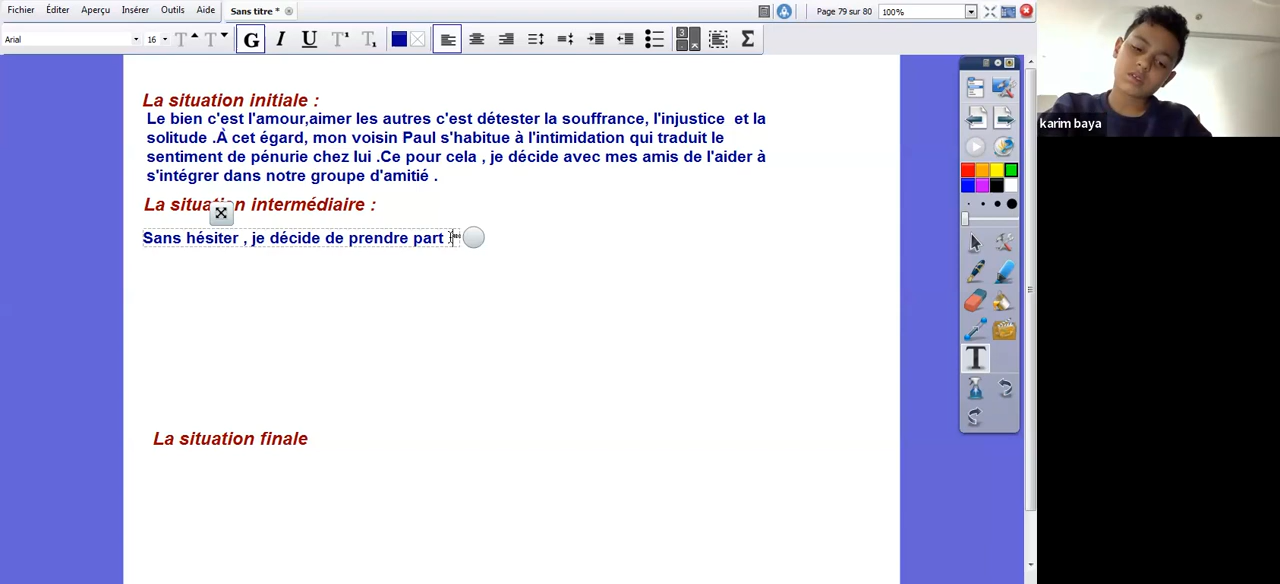 Fichier Éditer Aperçu Insérer Outils Aide Sans titre * Page 79 sur 80 100%
Arial 16 G I U T¹ T₁ Σ
La situation initiale :
Le bien c'est l'amour,aimer les autres c'est détester la souffrance, l'injustice et la
solitude .À cet égard, mon voisin Paul s'habitue à l'intimidation qui traduit le
sentiment de pénurie chez lui .Ce pour cela , je décide avec mes amis de l'aider à
s'intégrer dans notre groupe d'amitié .
La situation intermédiaire :
Sans hésiter , je décide de prendre part
La situation finale
karim baya